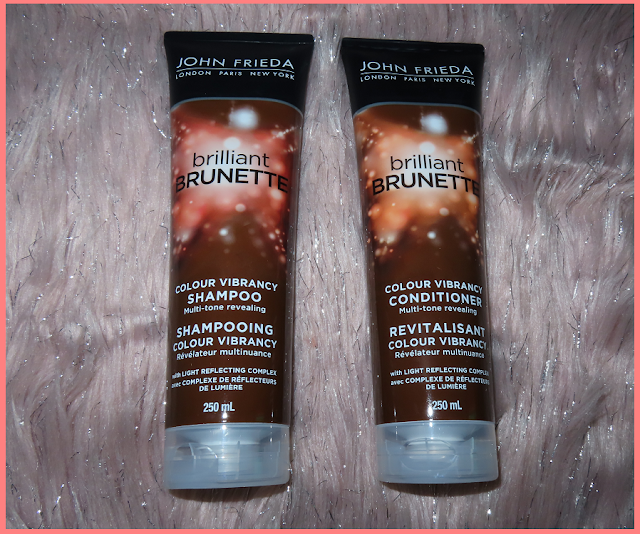 JOHN FRIEDA
LONDON PARIS NEW YORK
brilliant
BRUNETTE
COLOUR VIBRANCY
SHAMPOO
Multi-tone revealing
SHAMPOOING
COLOUR VIBRANCY
Révélateur multinuance
with LIGHT REFLECTING COMPLEX
avec COMPLEXE DE RÉFLECTEURS
DE LUMIÈRE
250 mL
JOHN FRIEDA
LONDON PARIS NEW YORK
brilliant
BRUNETTE
COLOUR VIBRANCY
CONDITIONER
Multi-tone revealing
REVITALISANT
COLOUR VIBRANCY
Révélateur multinuance
with LIGHT REFLECTING COMPLEX
avec COMPLEXE DE RÉFLECTEURS
DE LUMIÈRE
250 mL